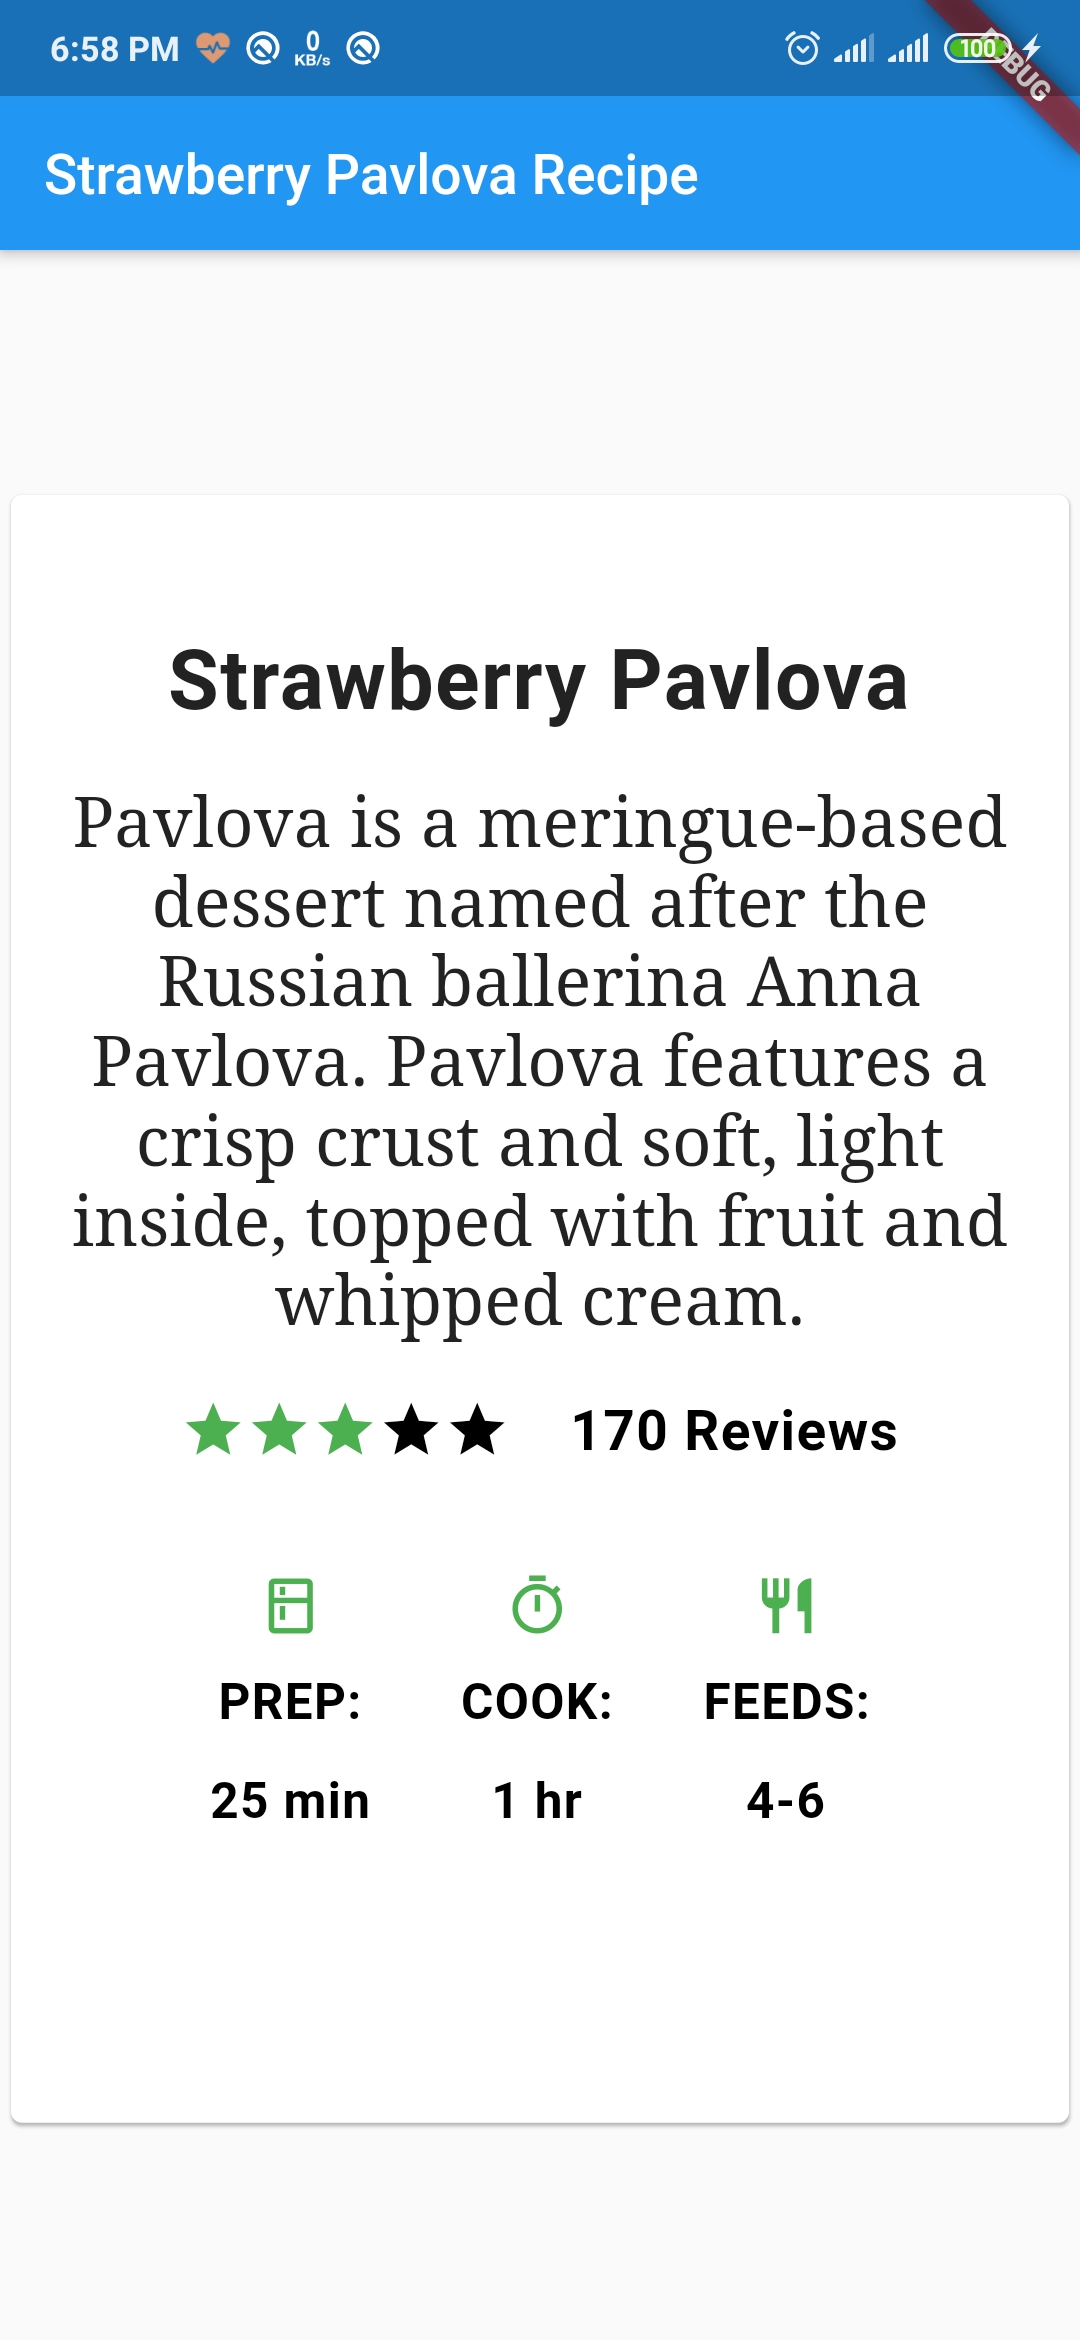 6:58 PM 0 KB/s 100
DEBUG
Strawberry Pavlova Recipe
Strawberry Pavlova
Pavlova is a meringue-based
dessert named after the
Russian ballerina Anna
Pavlova. Pavlova features a
crisp crust and soft, light
inside, topped with fruit and
whipped cream.
170 Reviews
PREP: COOK: FEEDS:
25 min 1 hr 4-6